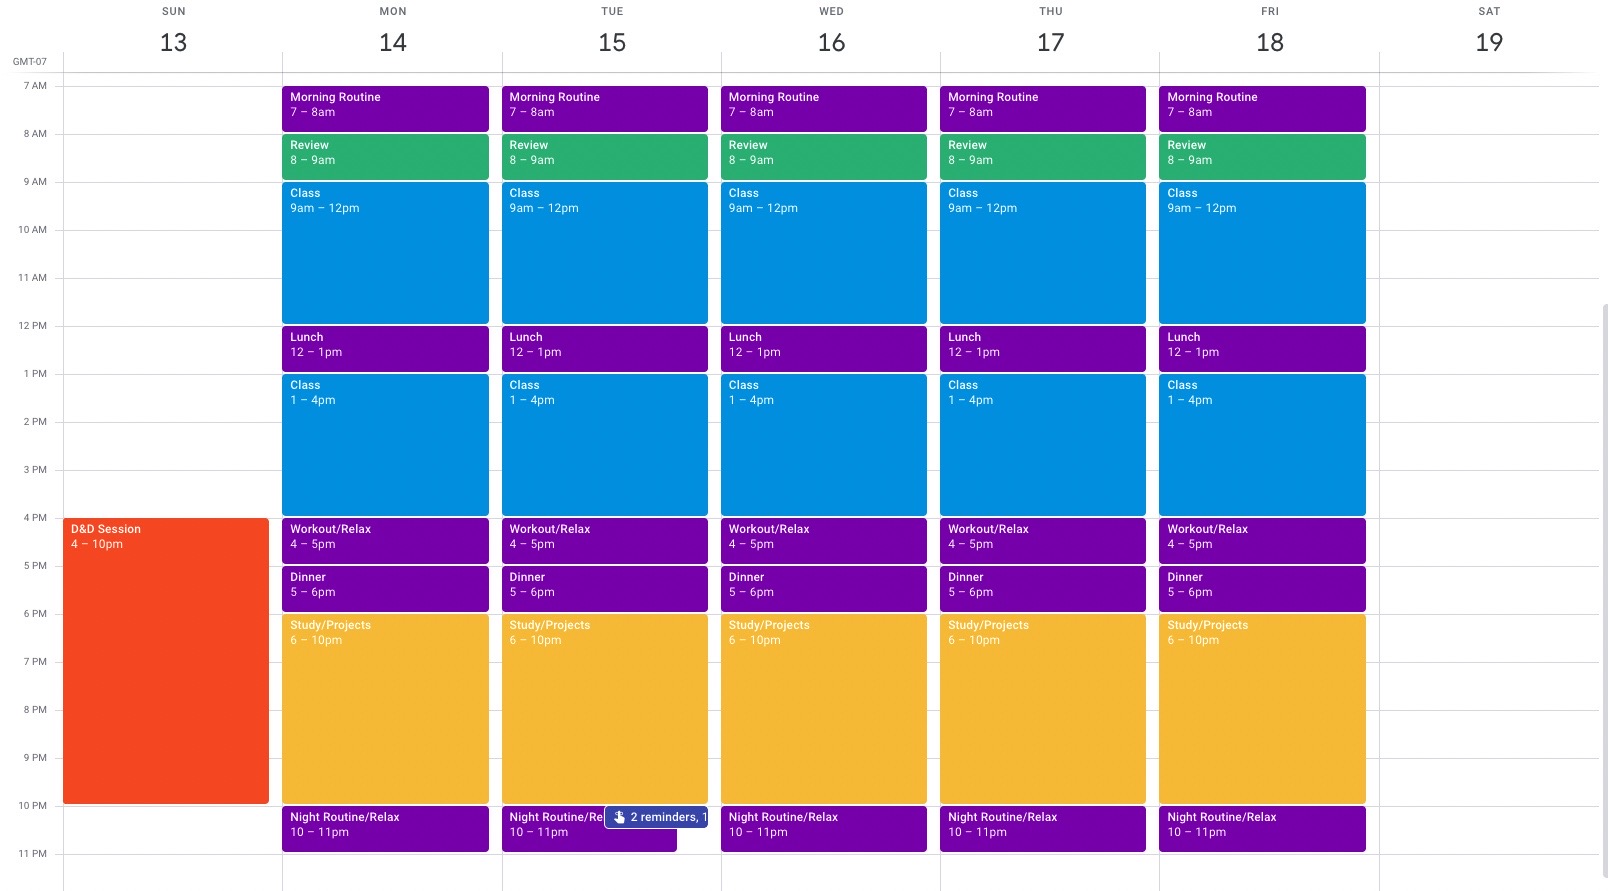 SUN
MON
TUE
WED
THU
FRI
SAT
13
14
15
16
17
18
19
GMT-07
7 AM
Morning Routine
7 – 8am
Morning Routine
7 – 8am
Morning Routine
7 – 8am
Morning Routine
7 – 8am
Morning Routine
7 – 8am
8 AM
Review
8 – 9am
Review
8 – 9am
Review
8 – 9am
Review
8 – 9am
Review
8 – 9am
9 AM
Class
9am – 12pm
Class
9am – 12pm
Class
9am – 12pm
Class
9am – 12pm
Class
9am – 12pm
10 AM
11 AM
12 PM
Lunch
12 – 1pm
Lunch
12 – 1pm
Lunch
12 – 1pm
Lunch
12 – 1pm
Lunch
12 – 1pm
1 PM
Class
1 – 4pm
Class
1 – 4pm
Class
1 – 4pm
Class
1 – 4pm
Class
1 – 4pm
2 PM
3 PM
4 PM
D&D Session
4 – 10pm
Workout/Relax
4 – 5pm
Workout/Relax
4 – 5pm
Workout/Relax
4 – 5pm
Workout/Relax
4 – 5pm
Workout/Relax
4 – 5pm
5 PM
Dinner
5 – 6pm
Dinner
5 – 6pm
Dinner
5 – 6pm
Dinner
5 – 6pm
Dinner
5 – 6pm
6 PM
Study/Projects
6 – 10pm
Study/Projects
6 – 10pm
Study/Projects
6 – 10pm
Study/Projects
6 – 10pm
Study/Projects
6 – 10pm
7 PM
8 PM
9 PM
10 PM
Night Routine/Relax
10 – 11pm
Night Routine/Re
10 – 11pm
2 reminders, 1
Night Routine/Relax
10 – 11pm
Night Routine/Relax
10 – 11pm
Night Routine/Relax
10 – 11pm
11 PM